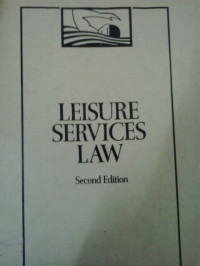 LEISURE
SERVICES
LAW
Second Edition